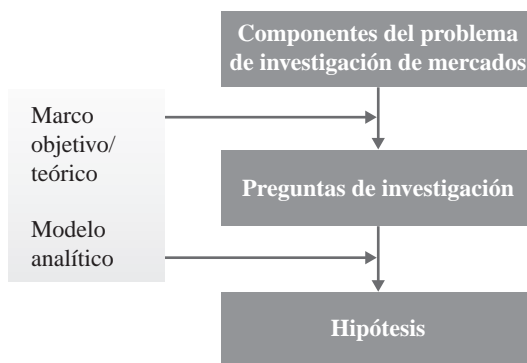 Componentes del problema
de investigación de mercados
Marco
objetivo/
teórico
Preguntas de investigación
Modelo
analítico
Hipótesis